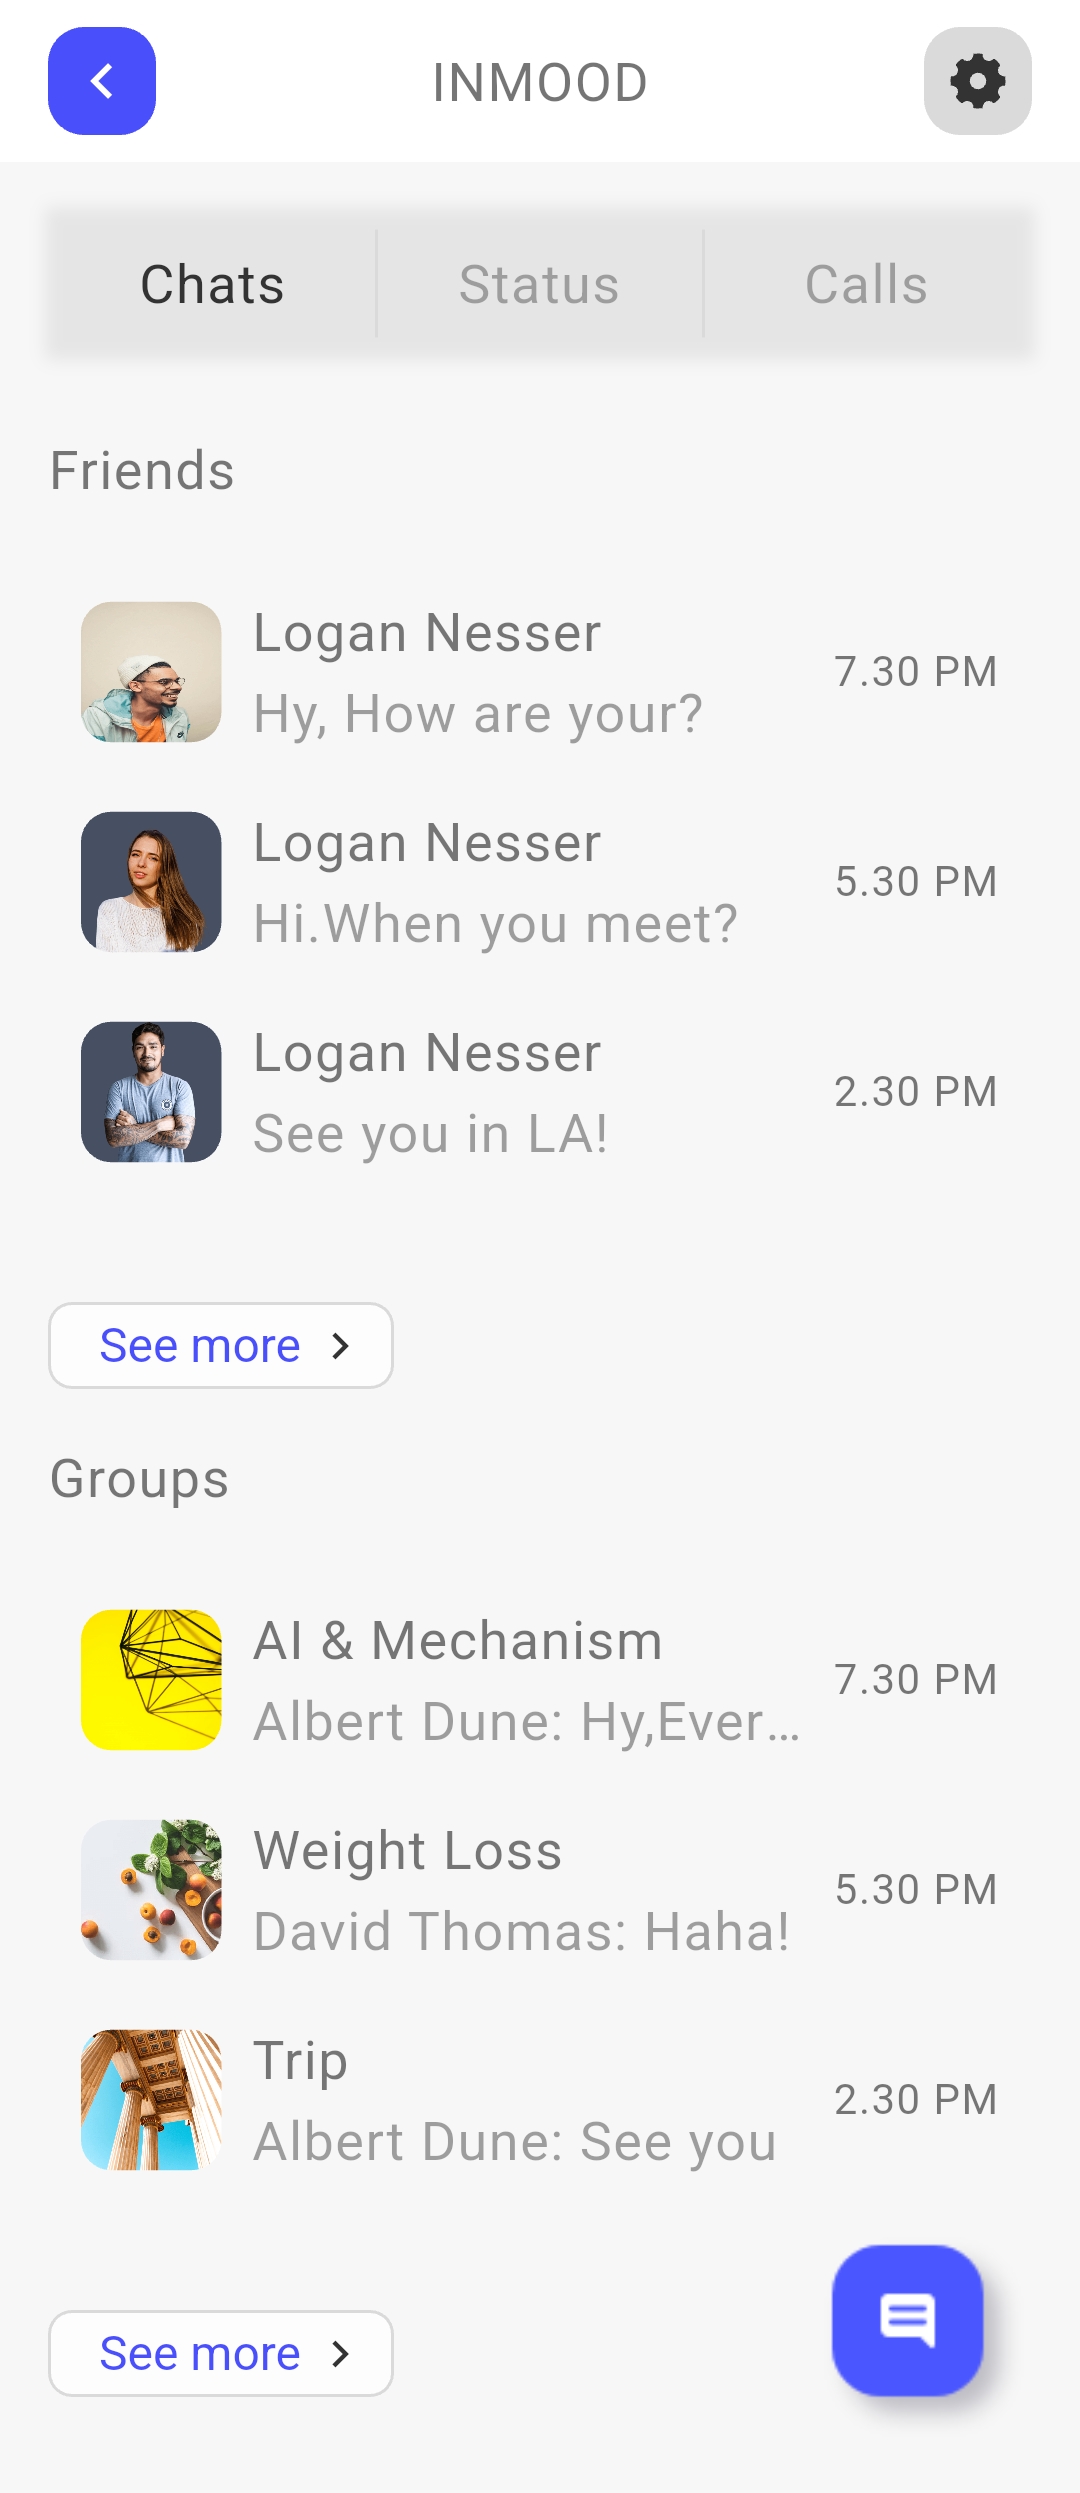 INMOOD
Chats Status Calls
Friends
Logan Nesser
Hy, How are your?
7.30 PM
Logan Nesser
Hi.When you meet?
5.30 PM
Logan Nesser
See you in LA!
2.30 PM
See more
Groups
AI & Mechanism
Albert Dune: Hy,Ever...
7.30 PM
Weight Loss
David Thomas: Haha!
5.30 PM
Trip
Albert Dune: See you
2.30 PM
See more